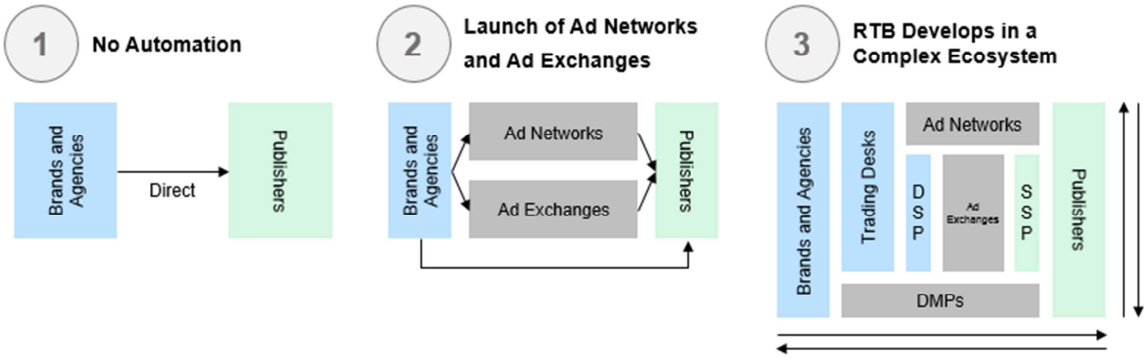 1
No Automation
Brands and
Agencies
Direct
Publishers
2
Launch of Ad Networks
and Ad Exchanges
Brands and
Agencies
Ad Networks
Ad Exchanges
Publishers
3
RTB Develops in a
Complex Ecosystem
Brands and Agencies
Trading Desks
Ad Networks
DSP
Ad
Exchanges
SSP
DMPs
Publishers